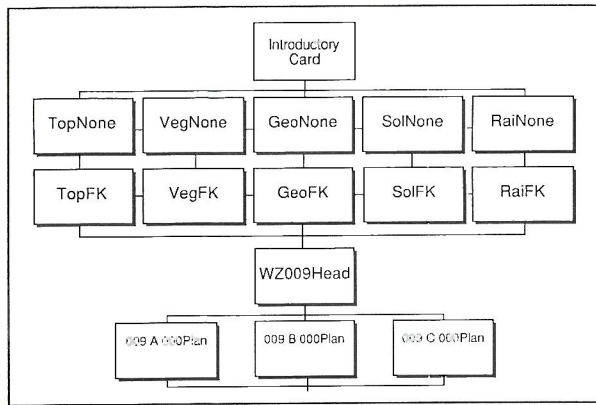 Introductory
Card
TopNone
VegNone
GeoNone
SolNone
RaiNone
TopFK
VegFK
GeoFK
SolFK
RaiFK
WZ009Head
009 A 000Plan
009 B 000Plan
009 C 000Plan